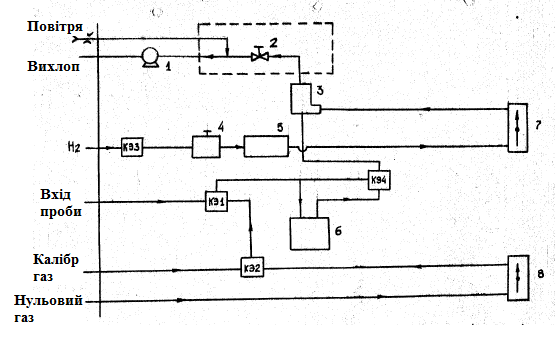 Повітря
2
Вихлоп
1
3
4
5
7
H2
КЭ3
КЭ4
Вхід
проби
КЭ1
6
Калібр
газ
КЭ2
8
Нульовий
газ